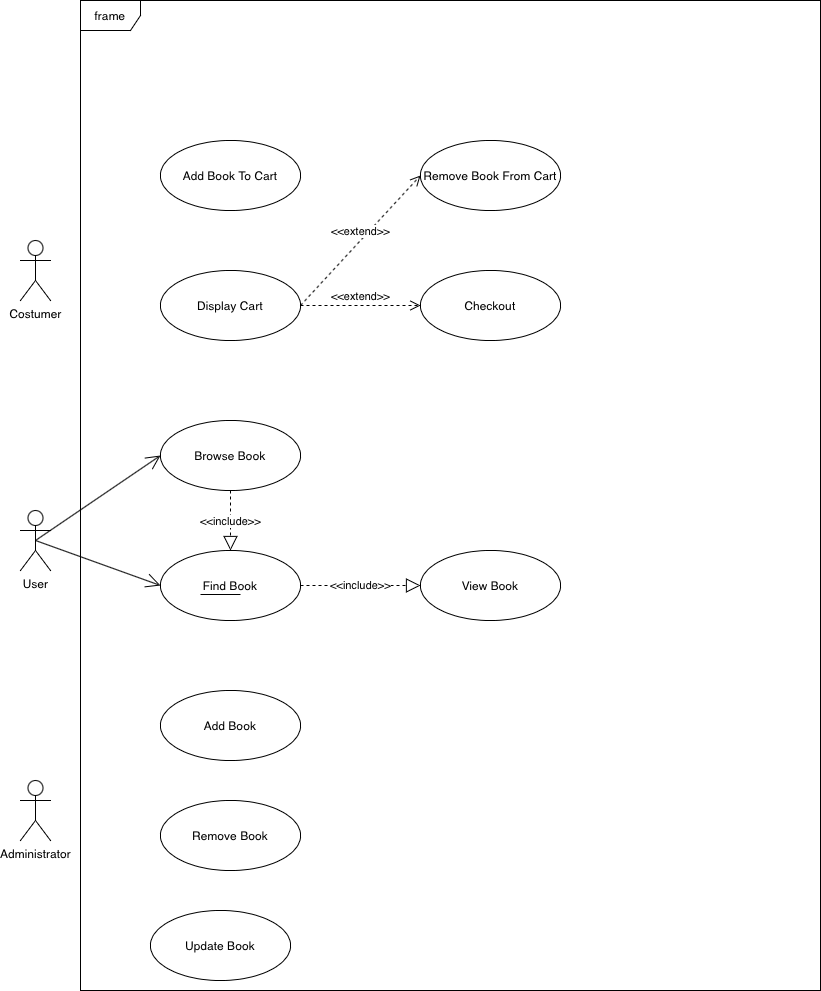 frame
Add Book To Cart
Remove Book From Cart
<<extend>>
Display Cart
<<extend>>
Checkout
Costumer
Browse Book
<<include>>
User
Find Book
<<include>>
View Book
Add Book
Remove Book
Administrator
Update Book